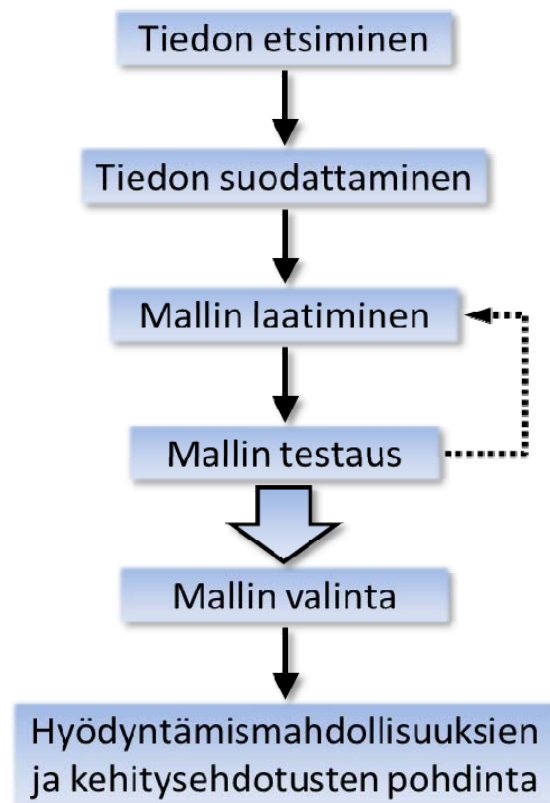 Tiedon etsiminen
Tiedon suodattaminen
Mallin laatiminen
Mallin testaus
Mallin valinta
Hyödyntämismahdollisuuksien
ja kehitysehdotusten pohdinta